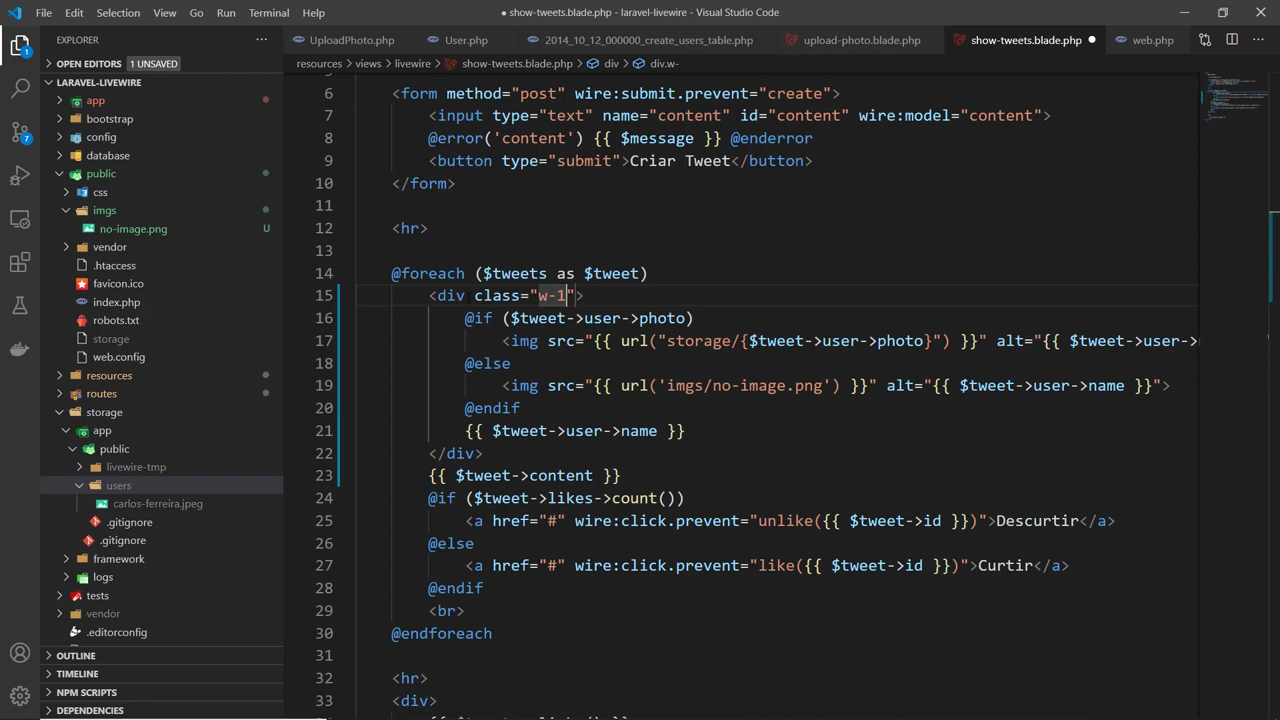 File Edit Selection View Go Run Terminal Help
● show-tweets.blade.php - laravel-livewire - Visual Studio Code
EXPLORER
UploadPhoto.php
User.php
2014_10_12_000000_create_users_table.php
upload-photo.blade.php
show-tweets.blade.php ●
web.php
OPEN EDITORS 1 UNSAVED
resources > views > livewire > show-tweets.blade.php > div > div.w-
LARAVEL-LIVEWIRE
app
bootstrap
config
database
public
css
imgs
no-image.png U
vendor
.htaccess
favicon.ico
index.php
robots.txt
storage
web.config
resources
routes
storage
app
public
livewire-tmp
users
carlos-ferreira.jpeg
.gitignore
.gitignore
framework
logs
tests
vendor
.editorconfig
OUTLINE
TIMELINE
NPM SCRIPTS
DEPENDENCIES
1
7
6 <form method="post" wire:submit.prevent="create">
7 <input type="text" name="content" id="content" wire:model="content">
8 @error('content') {{ $message }} @enderror
9 <button type="submit">Criar Tweet</button>
10 </form>
11
12 <hr>
13
14 @foreach ($tweets as $tweet)
15 <div class="w-1">
16 @if ($tweet->user->photo)
17 <img src="{{ url("storage/{$tweet->user->photo}") }}" alt="{{ $tweet->user-
18 @else
19 <img src="{{ url('imgs/no-image.png') }}" alt="{{ $tweet->user->name }}">
20 @endif
21 {{ $tweet->user->name }}
22 </div>
23 {{ $tweet->content }}
24 @if ($tweet->likes->count())
25 <a href="#" wire:click.prevent="unlike({{ $tweet->id }})">Descurtir</a>
26 @else
27 <a href="#" wire:click.prevent="like({{ $tweet->id }})">Curtir</a>
28 @endif
29 <br>
30 @endforeach
31
32 <hr>
33 <div>